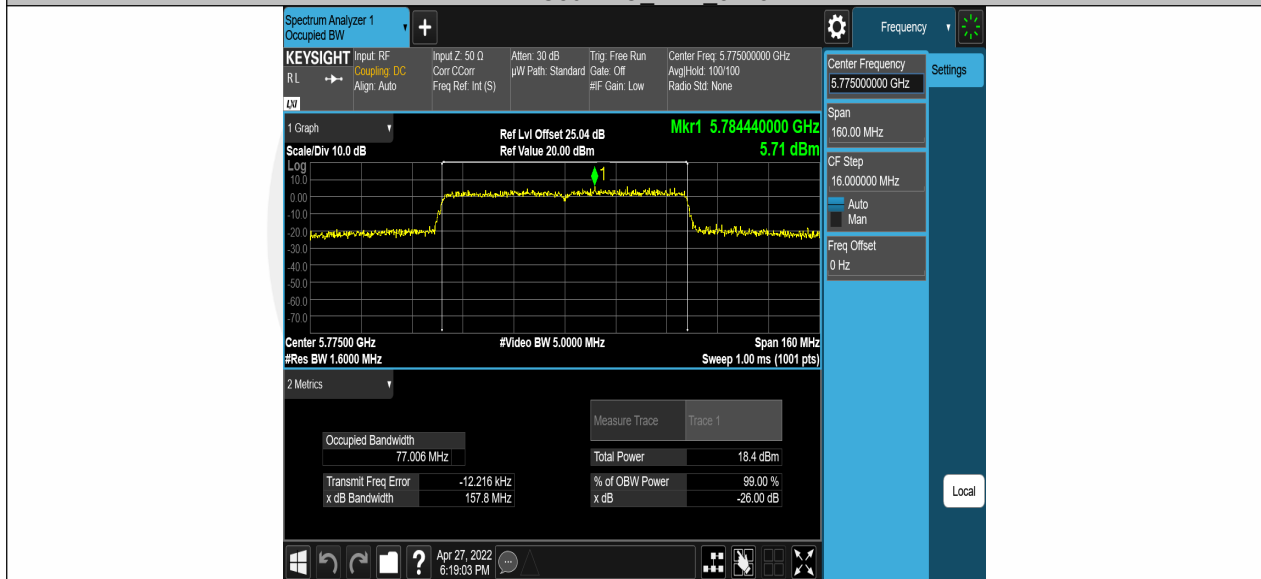 Spectrum Analyzer 1
Occupied BW
+
Frequency
KEYSIGHT
RL
LXI
Input: RF
Coupling: DC
Align: Auto
Input Z: 50 Ω
Corr CCorr
Freq Ref: Int (S)
Atten: 30 dB
µW Path: Standard
Trig: Free Run
Gate: Off
#IF Gain: Low
Center Freq: 5.775000000 GHz
Avg|Hold: 100/100
Radio Std: None
Center Frequency
5.775000000 GHz
Settings
Span
160.00 MHz
CF Step
16.000000 MHz
Auto
Man
Freq Offset
0 Hz
1 Graph
Scale/Div 10.0 dB
Ref Lvl Offset 25.04 dB
Ref Value 20.00 dBm
Mkr1 5.784440000 GHz
5.71 dBm
Log
10.0
0.00
-10.0
-20.0
-30.0
-40.0
-50.0
-60.0
-70.0
1
Center 5.77500 GHz
#Video BW 5.0000 MHz
Span 160 MHz
#Res BW 1.6000 MHz
Sweep 1.00 ms (1001 pts)
2 Metrics
Measure Trace Trace 1
Occupied Bandwidth
77.006 MHz
Total Power 18.4 dBm
Transmit Freq Error -12.216 kHz
% of OBW Power 99.00 %
x dB Bandwidth 157.8 MHz
x dB -26.00 dB
Local
?
Apr 27, 2022
6:19:03 PM